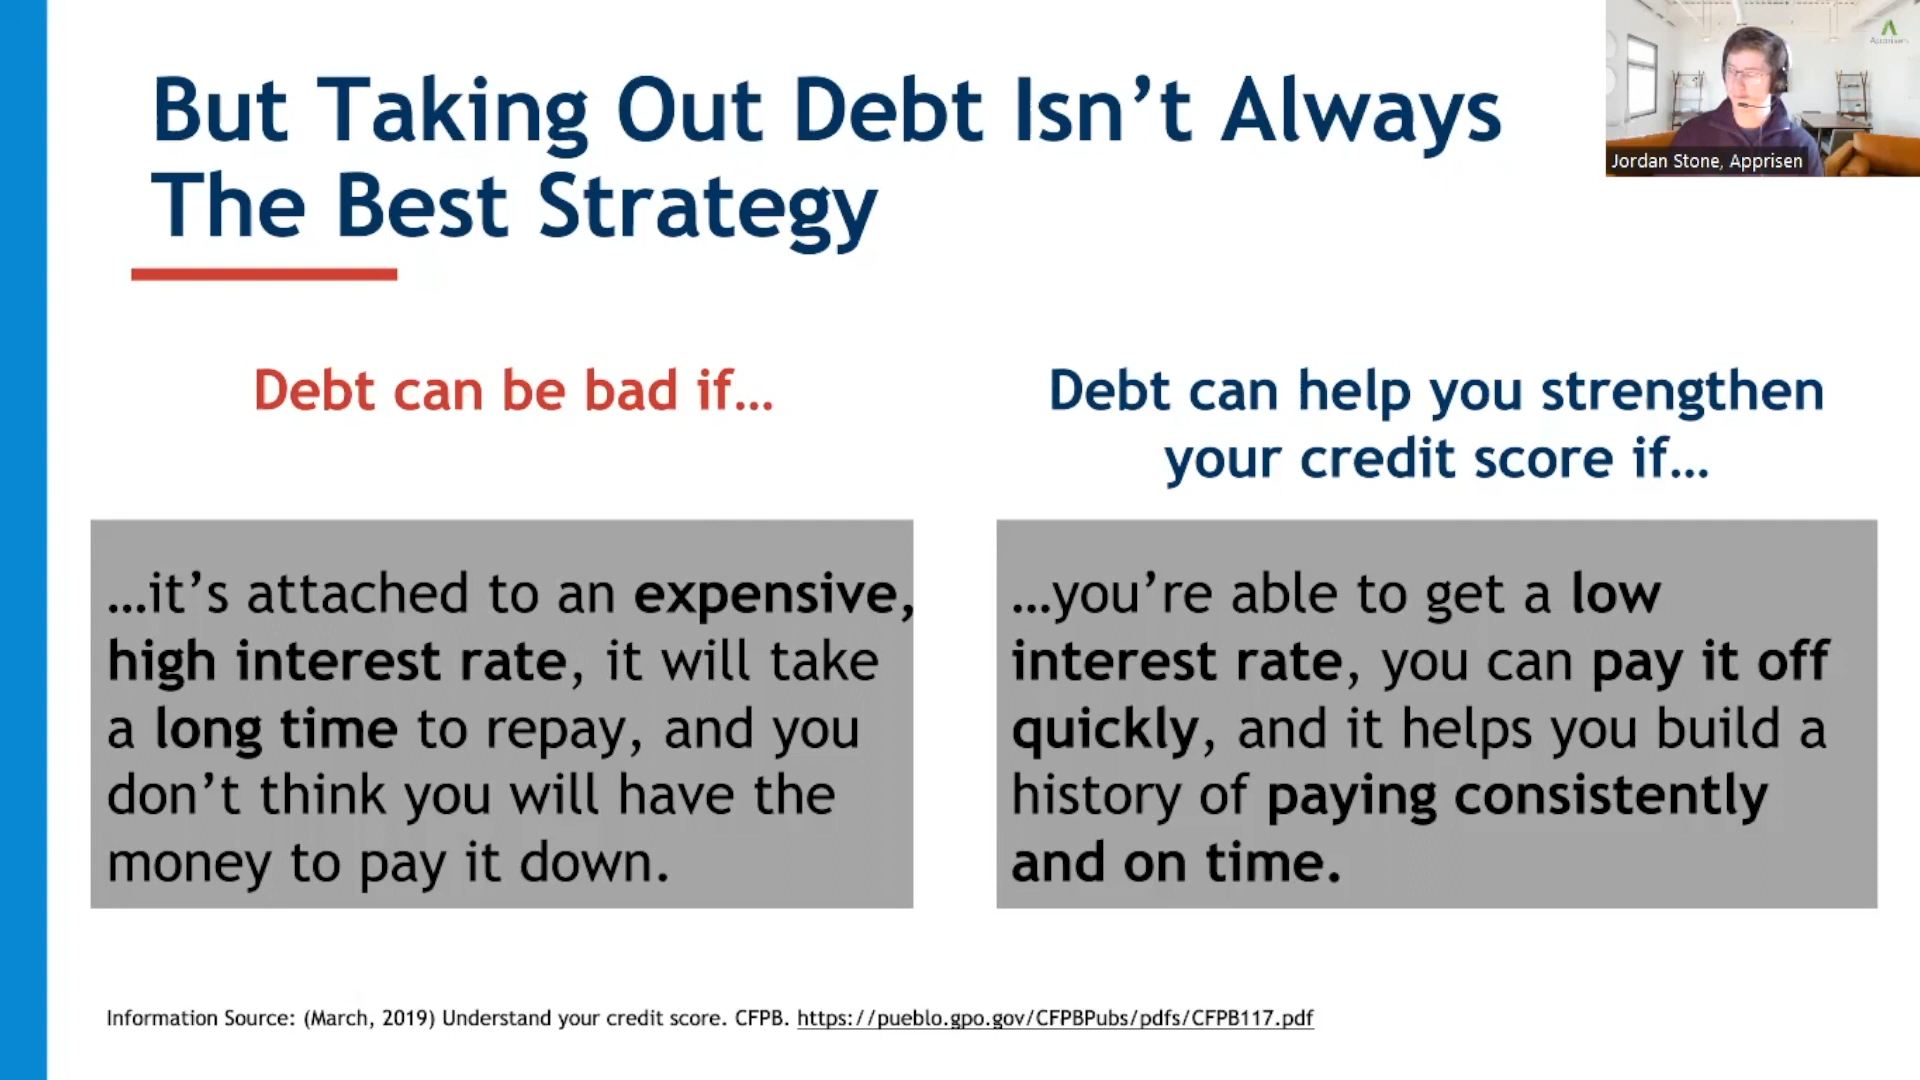 But Taking Out Debt Isn’t Always
The Best Strategy
Jordan Stone, Apprisen
Debt can be bad if…
…it’s attached to an expensive,
high interest rate, it will take
a long time to repay, and you
don’t think you will have the
money to pay it down.
Debt can help you strengthen
your credit score if…
…you’re able to get a low
interest rate, you can pay it off
quickly, and it helps you build a
history of paying consistently
and on time.
Information Source: (March, 2019) Understand your credit score. CFPB. https://pueblo.gpo.gov/CFPBPubs/pdfs/CFPB117.pdf